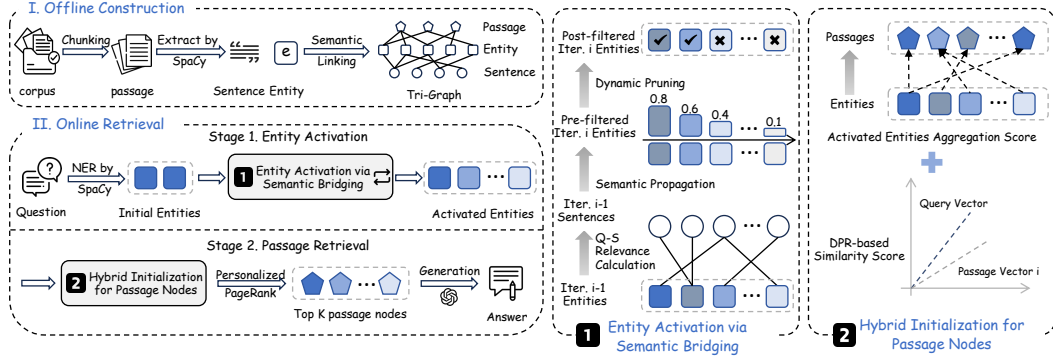 I. Offline Construction
Chunking
Extract by
SpaCy
e
Semantic
Linking
Passage
Entity
Sentence
corpus
passage
Sentence Entity
Tri-Graph
II. Online Retrieval
Stage 1. Entity Activation
Question
NER by
SpaCy
Initial Entities
1 Entity Activation via
Semantic Bridging
Activated Entities
Stage 2. Passage Retrieval
2 Hybrid Initialization
for Passage Nodes
Personalized
PageRank
Top K passage nodes
Generation
Answer
Post-filtered
Iter. i Entities
Dynamic Pruning
Pre-filtered
Iter. i Entities
0.8
0.6
0.4
0.1
Semantic Propagation
Iter. i-1
Sentences
Q-S
Relevance
Calculation
Iter. i-1
Entities
1 Entity Activation via
Semantic Bridging
Passages
Entities
Activated Entities Aggregation Score
Query Vector
DPR-based
Similarity Score
Passage Vector i
2 Hybrid Initialization for
Passage Nodes